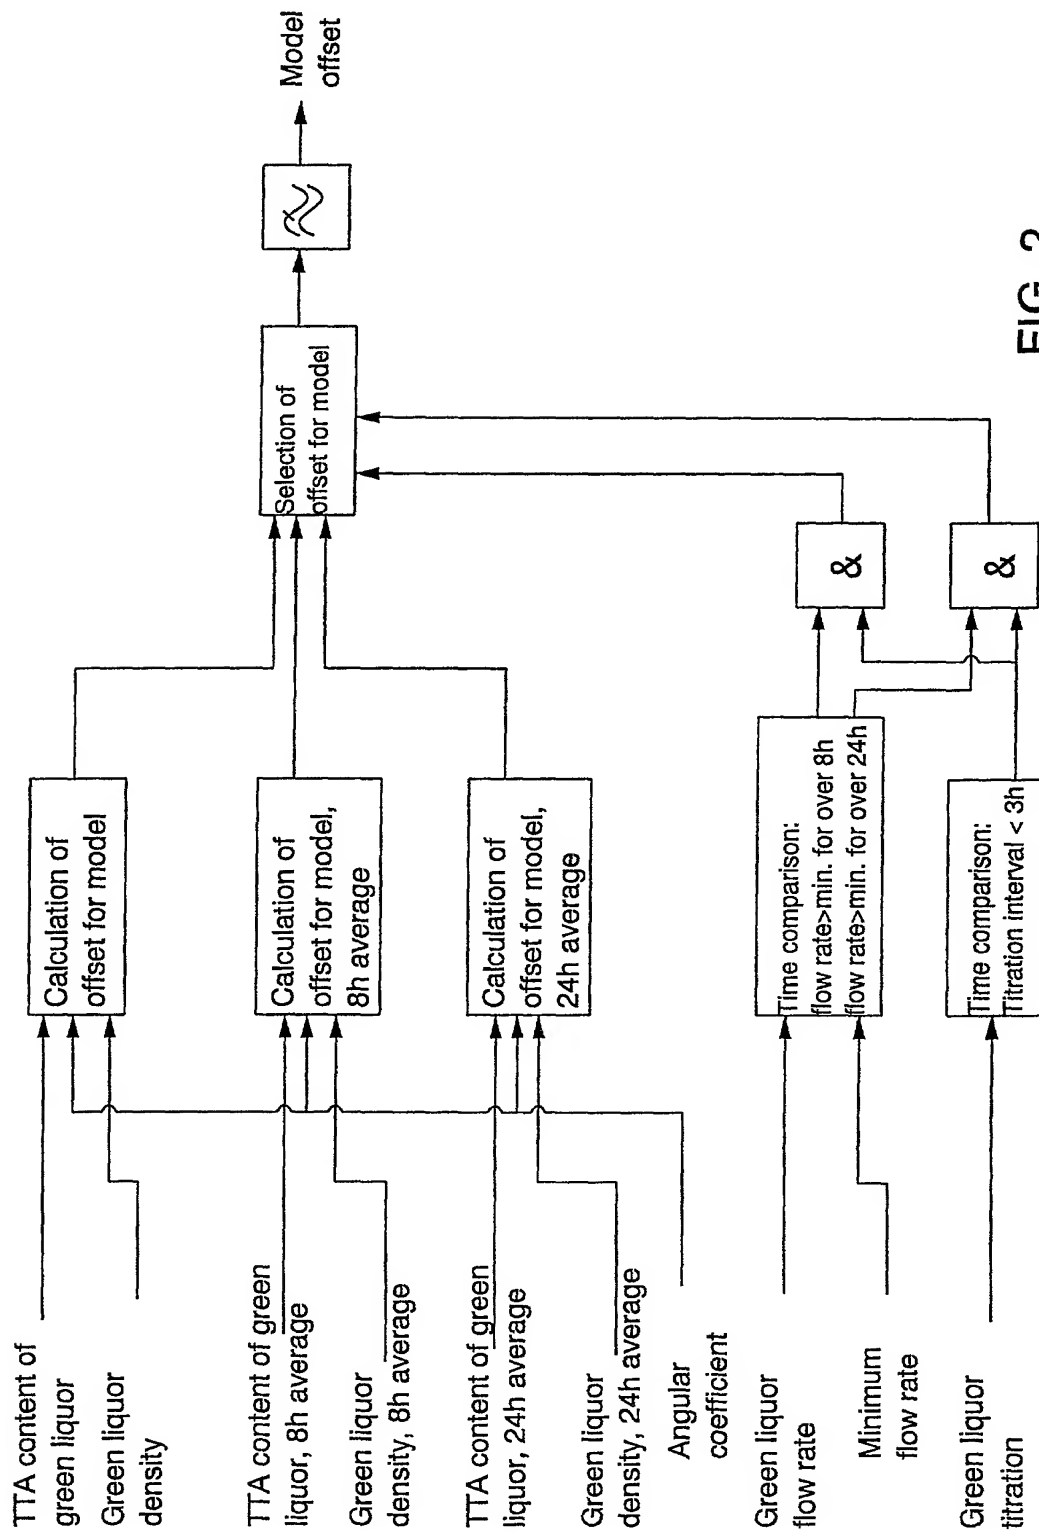 TTA content of
green liquor
Green liquor
density
TTA content of green
liquor, 8h average
Green liquor
density, 8h average
TTA content of green
liquor, 24h average
Green liquor
density, 24h average
Angular
coefficient
Green liquor
flow rate
Minimum
flow rate
Green liquor
titration
Calculation of
offset for model
Calculation of
offset for model,
8h average
Calculation of
offset for model,
24h average
Time comparison:
flow rate>min. for over 8h
flow rate>min. for over 24h
Time comparison:
Titration interval < 3h
&
&
Selection of
offset for model
Model
offset
FIG. 2